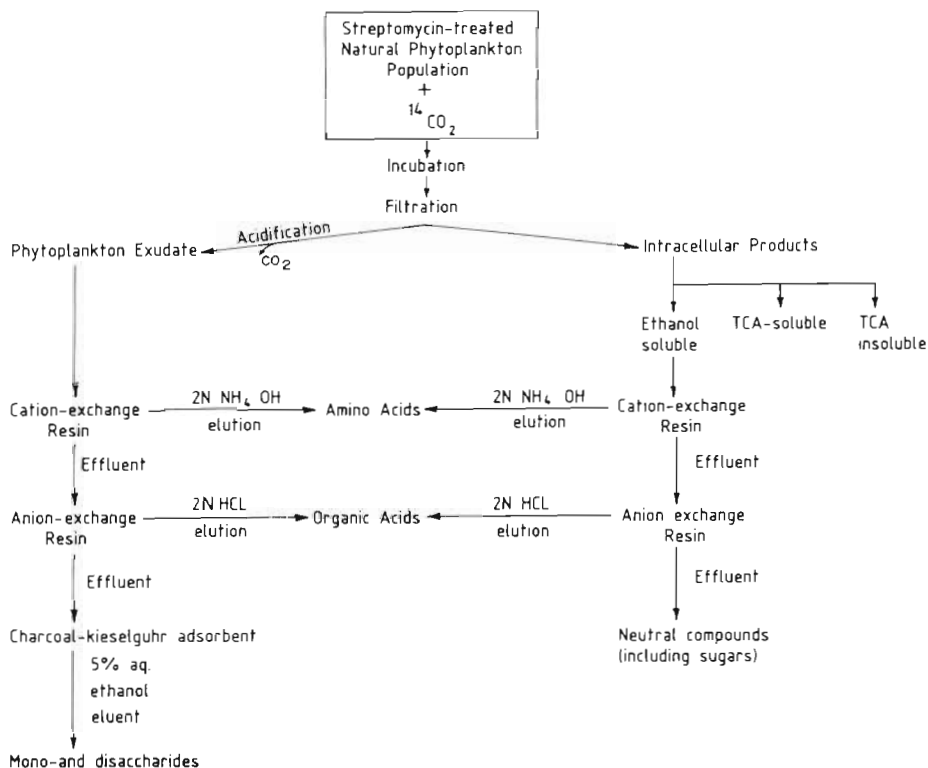 Streptomycin-treated
Natural Phytoplankton
Population
+
14 CO2
Incubation
Filtration
Acidification
CO2
Phytoplankton Exudate
Intracellular Products
Ethanol
soluble
TCA-soluble
TCA
insoluble
Cation-exchange
Resin
2N NH4 OH
elution
Amino Acids
2N NH4 OH
elution
Cation-exchange
Resin
Effluent
Effluent
Anion-exchange
Resin
2N HCL
elution
Organic Acids
2N HCL
elution
Anion exchange
Resin
Effluent
Effluent
Charcoal-kieselguhr adsorbent
5% aq.
ethanol
eluent
Neutral compounds
(including sugars)
Mono-and disaccharides